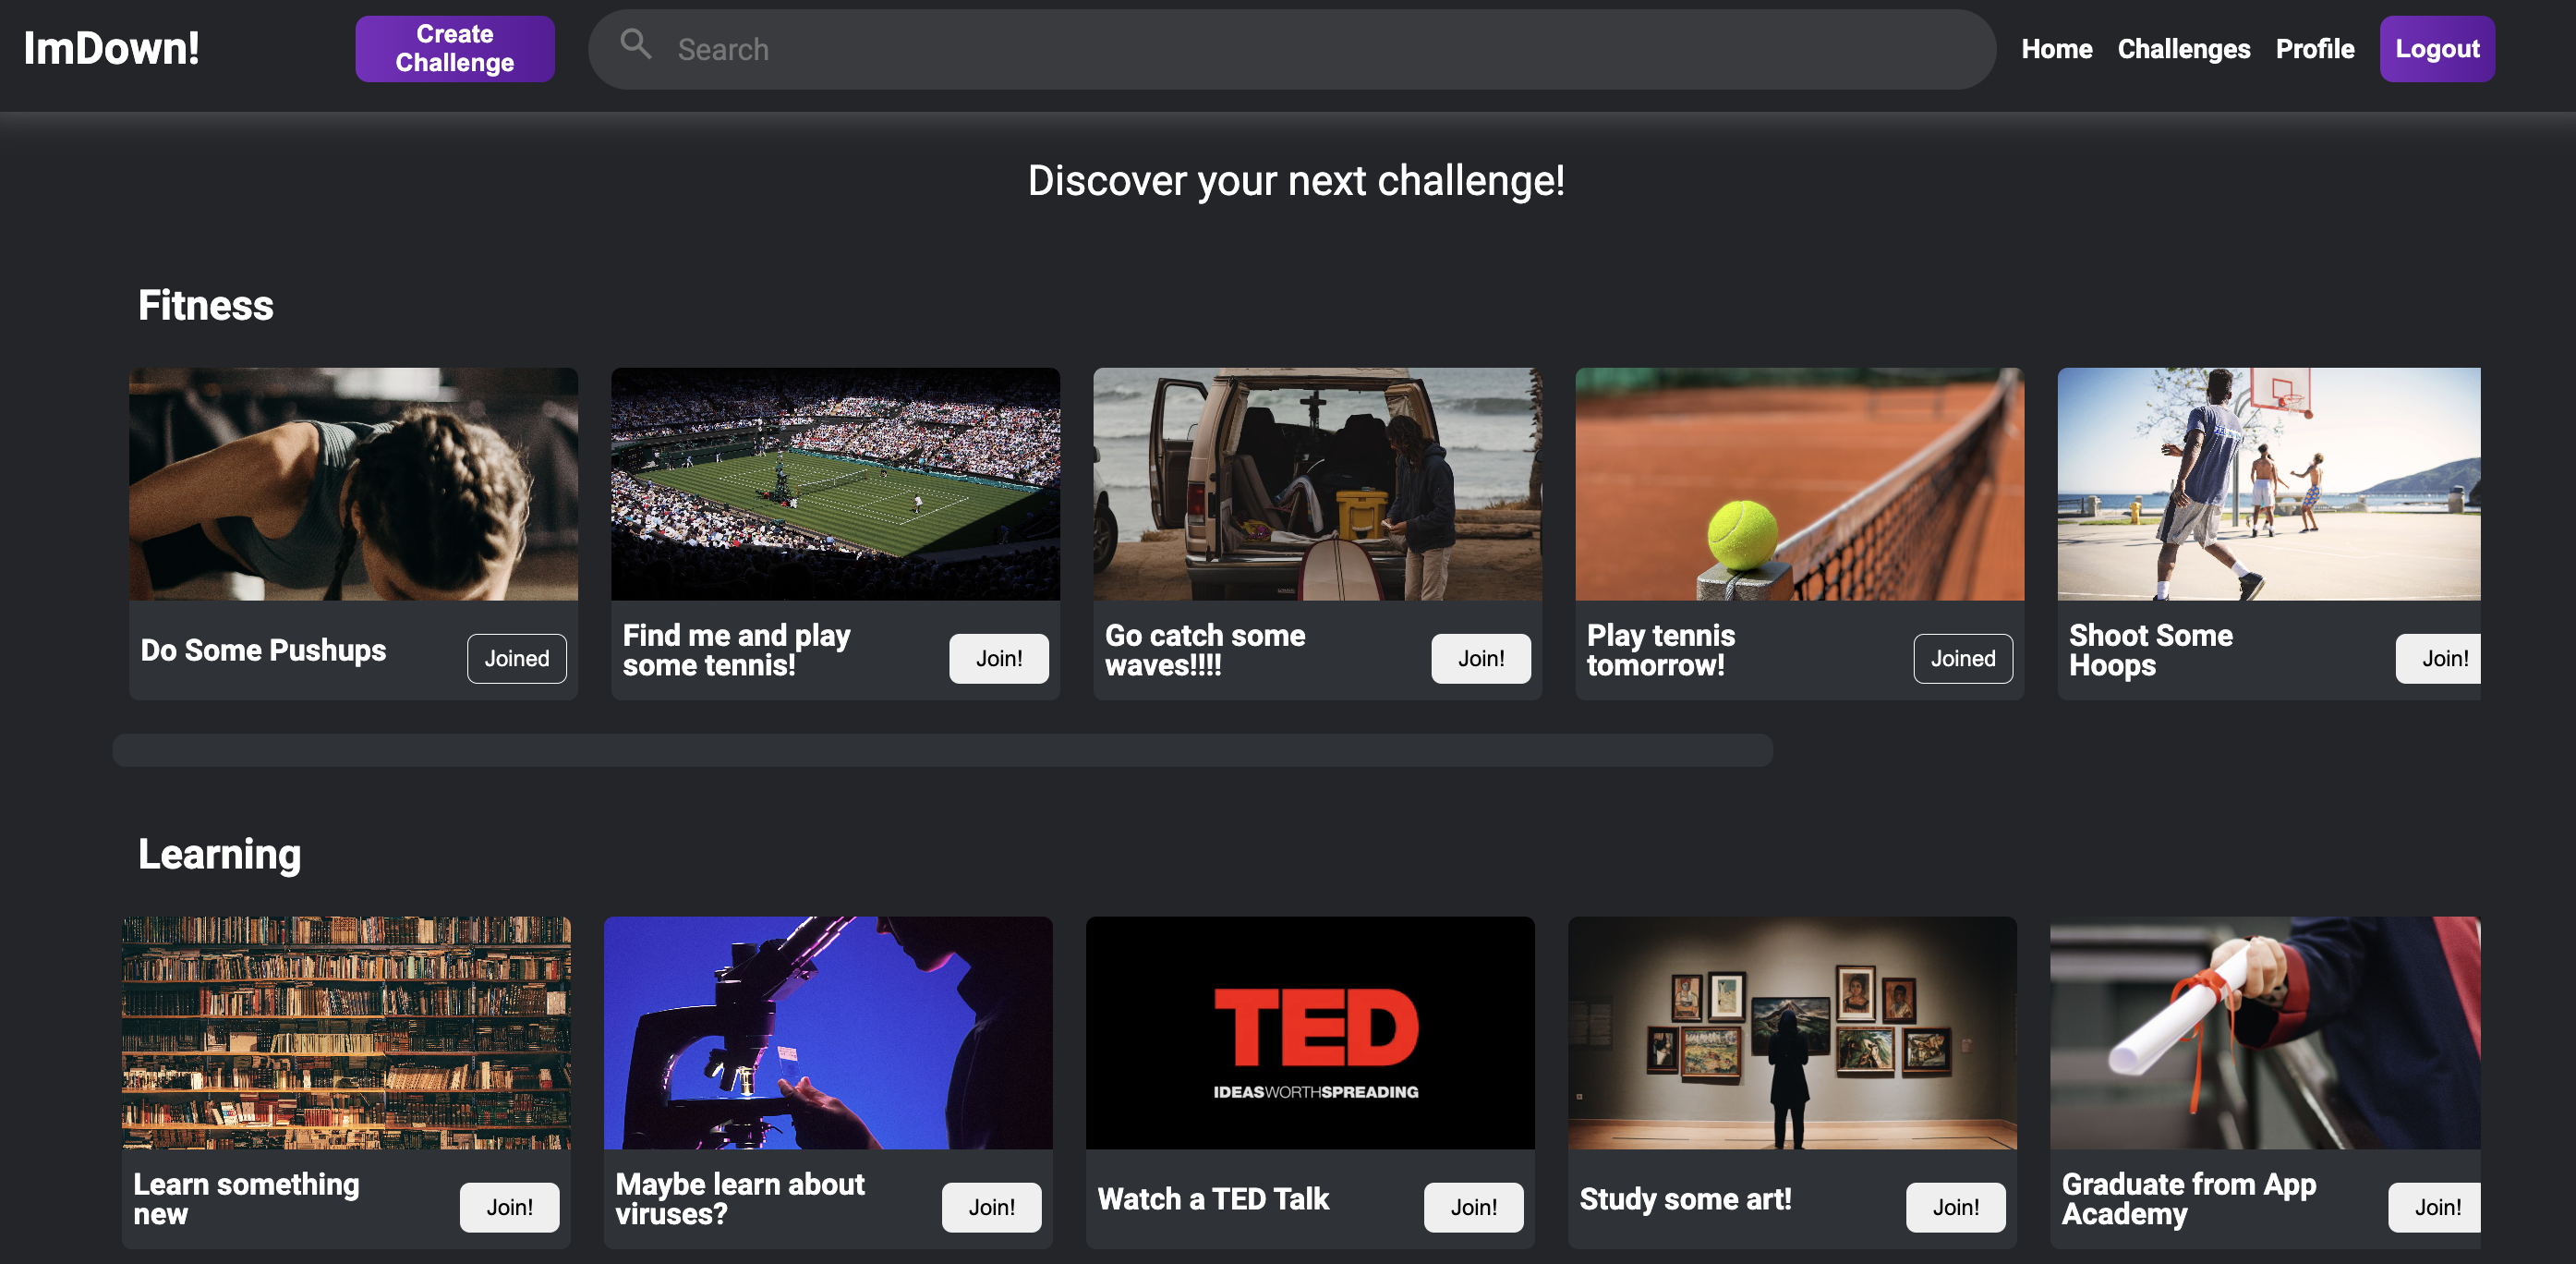 ImDown!
Create
Challenge
Search
Home
Challenges
Profile
Logout
Discover your next challenge!
Fitness
Do Some Pushups
Joined
Find me and play
some tennis!
Join!
Go catch some
waves!!!!
Join!
Play tennis
tomorrow!
Joined
Shoot Some
Hoops
Join!
Learning
TED
IDEASWORTHSPREADING
Learn something
new
Join!
Maybe learn about
viruses?
Join!
Watch a TED Talk
Join!
Study some art!
Join!
Graduate from App
Academy
Join!